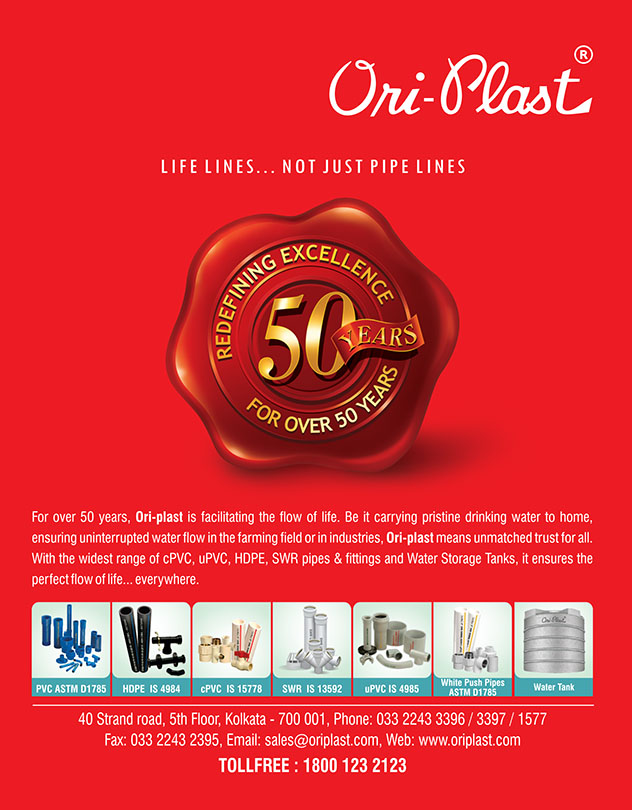 Ori-Plast®
LIFE LINES... NOT JUST PIPE LINES
REDEFINING EXCELLENCE
50
YEARS
FOR OVER 50 YEARS
For over 50 years, Ori-plast is facilitating the flow of life. Be it carrying pristine drinking water to home,
ensuring uninterrupted water flow in the farming field or in industries, Ori-plast means unmatched trust for all.
With the widest range of cPVC, uPVC, HDPE, SWR pipes & fittings and Water Storage Tanks, it ensures the
perfect flow of life... everywhere.
Ori-Plast
PVC ASTM D1785
HDPE IS 4984
cPVC IS 15778
SWR IS 13592
uPVC IS 4985
White Push Pipes
ASTM D1785
Water Tank
40 Strand road, 5th Floor, Kolkata - 700 001, Phone: 033 2243 3396 / 3397 / 1577
Fax: 033 2243 2395, Email: sales@oriplast.com, Web: www.oriplast.com
TOLLFREE : 1800 123 2123